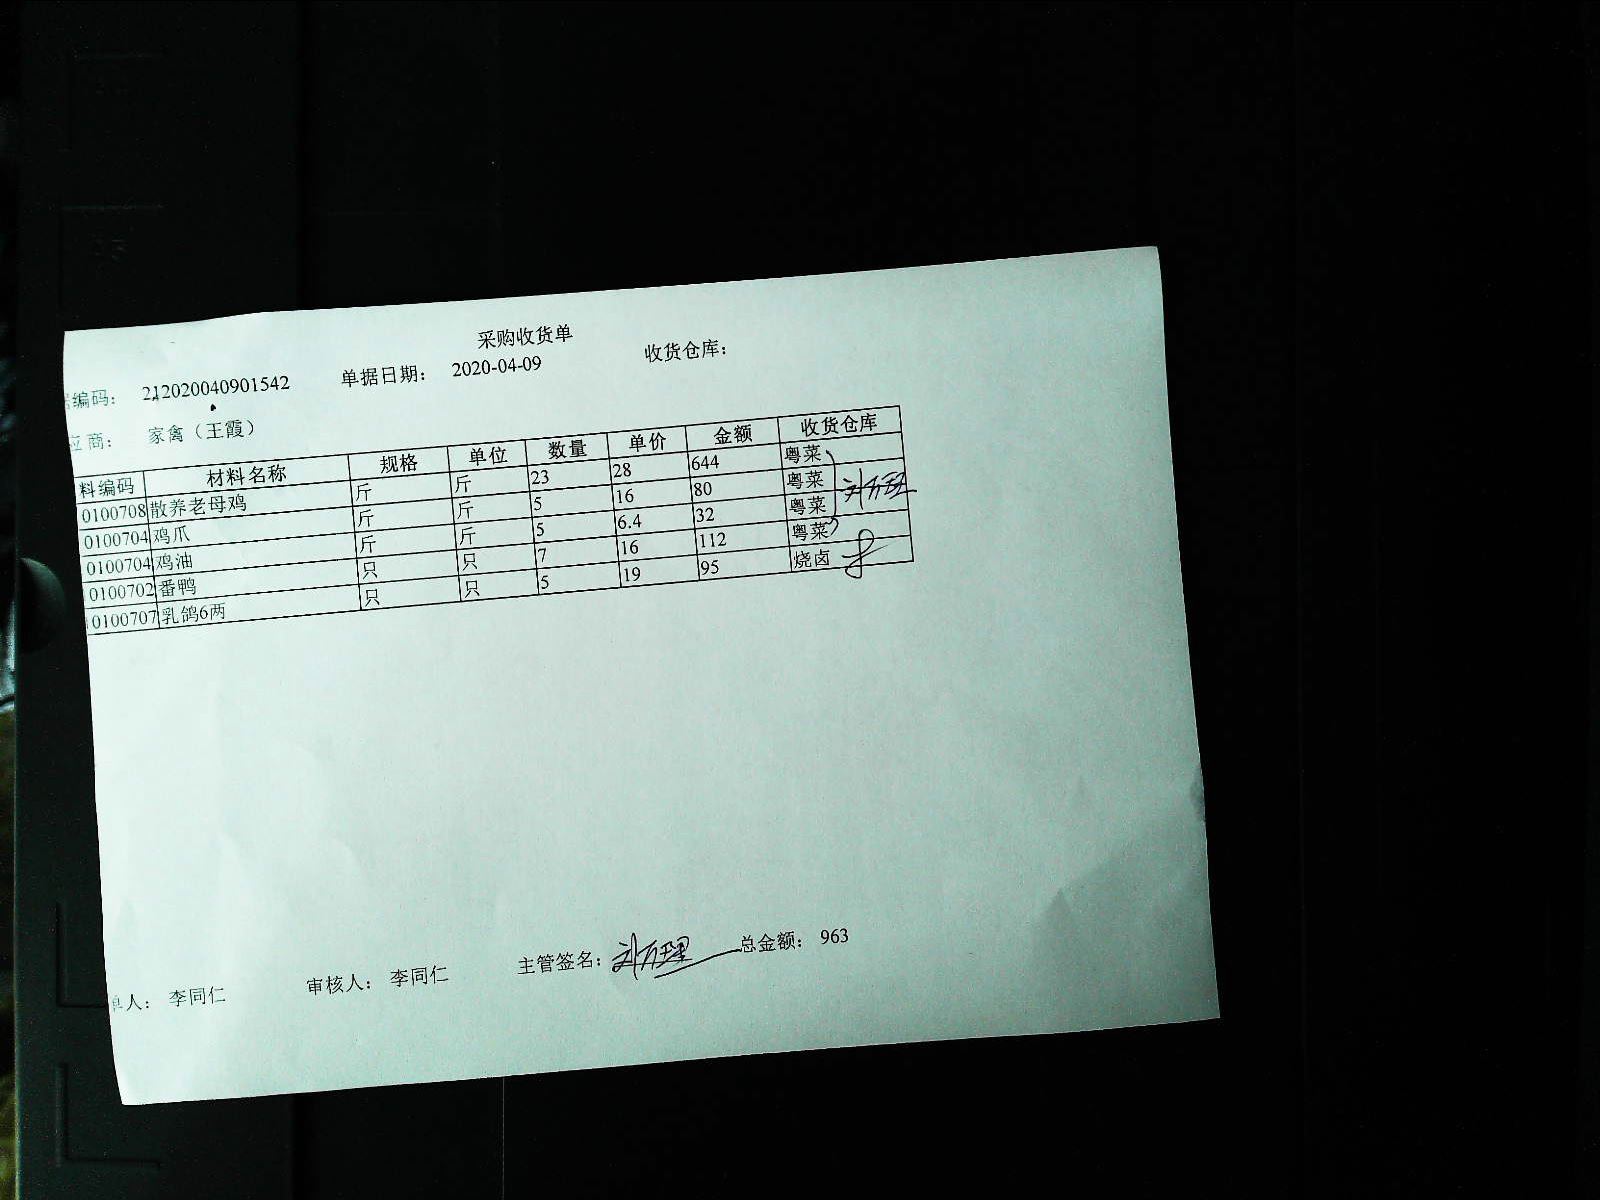 采购收货单
编码： 212020040901542 单据日期： 2020-04-09 收货仓库：
应商： 家禽（王霞）
料编码 材料名称 规格 单位 数量 单价 金额 收货仓库
0100708 散养老母鸡 斤 斤 23 28 644 粤菜
0100704 鸡爪 斤 斤 5 16 80 粤菜
0100704 鸡油 斤 斤 5 6.4 32 粤菜
0100702 番鸭 只 只 7 16 112 粤菜
0100707 乳鸽6两 只 只 5 19 95 烧卤
单人： 李同仁 审核人： 李同仁 主管签名： 总金额： 963